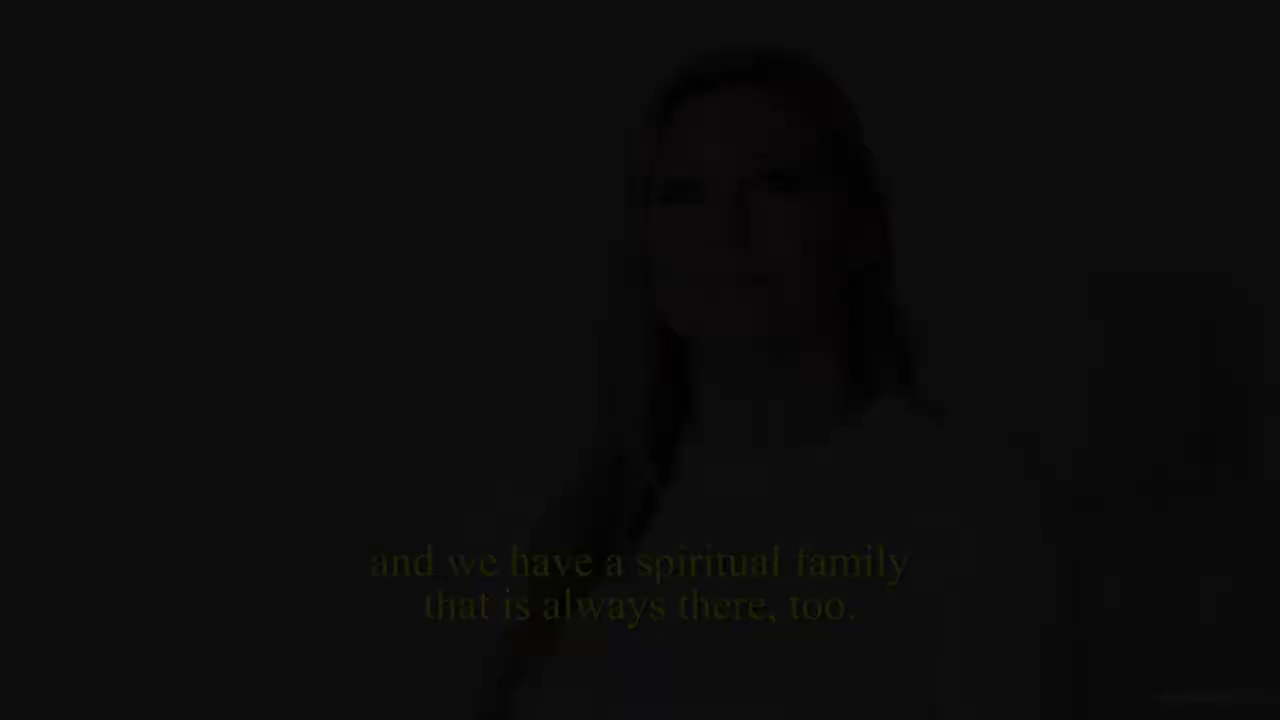 and we have a spiritual family
that is always there, too.